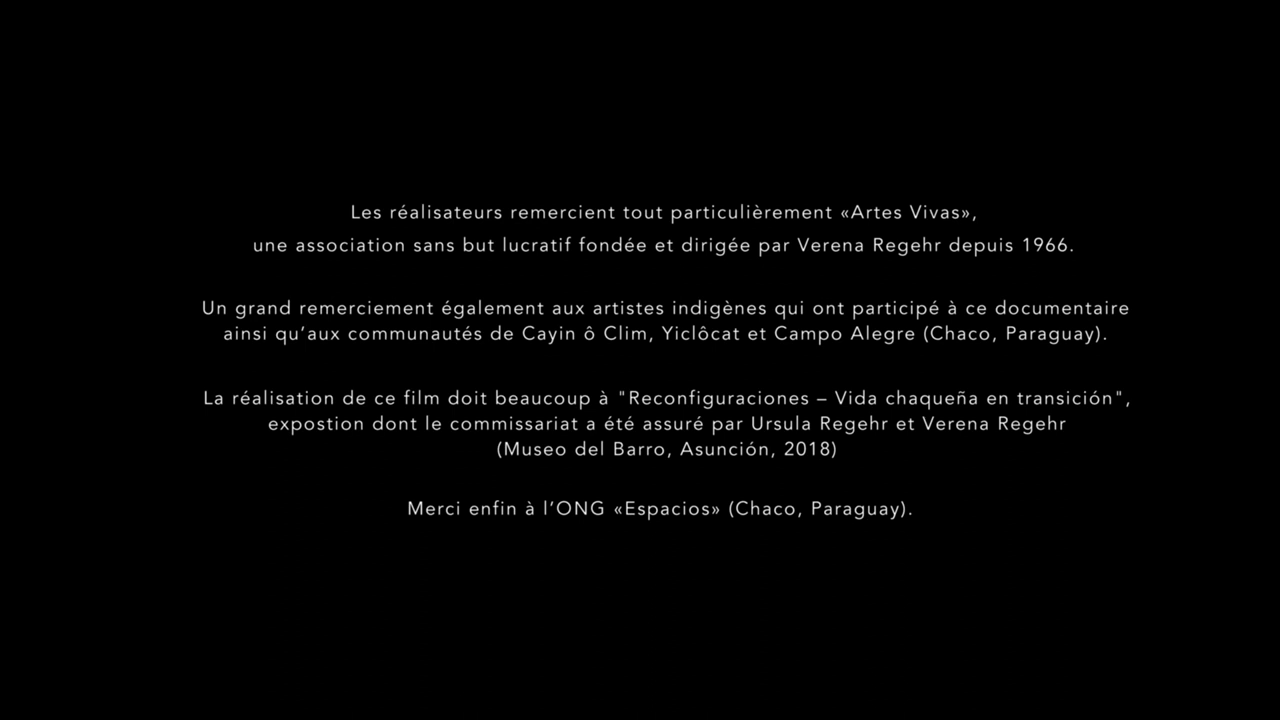 Les réalisateurs remercient tout particulièrement «Artes Vivas»,
une association sans but lucratif fondée et dirigée par Verena Regehr depuis 1966.
Un grand remerciement également aux artistes indigènes qui ont participé à ce documentaire
ainsi qu’aux communautés de Cayin ô Clim, Yiclôcat et Campo Alegre (Chaco, Paraguay).
La réalisation de ce film doit beaucoup à "Reconfiguraciones – Vida chaqueña en transición",
expostion dont le commissariat a été assuré par Ursula Regehr et Verena Regehr
(Museo del Barro, Asunción, 2018)
Merci enfin à l’ONG «Espacios» (Chaco, Paraguay).